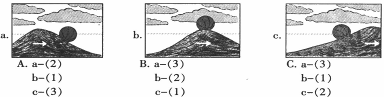 a. b. c.
A. a–(2) B. a–(3) C. a–(3)
b–(1) b–(2) b–(1)
c–(3) c–(1) c–(2)